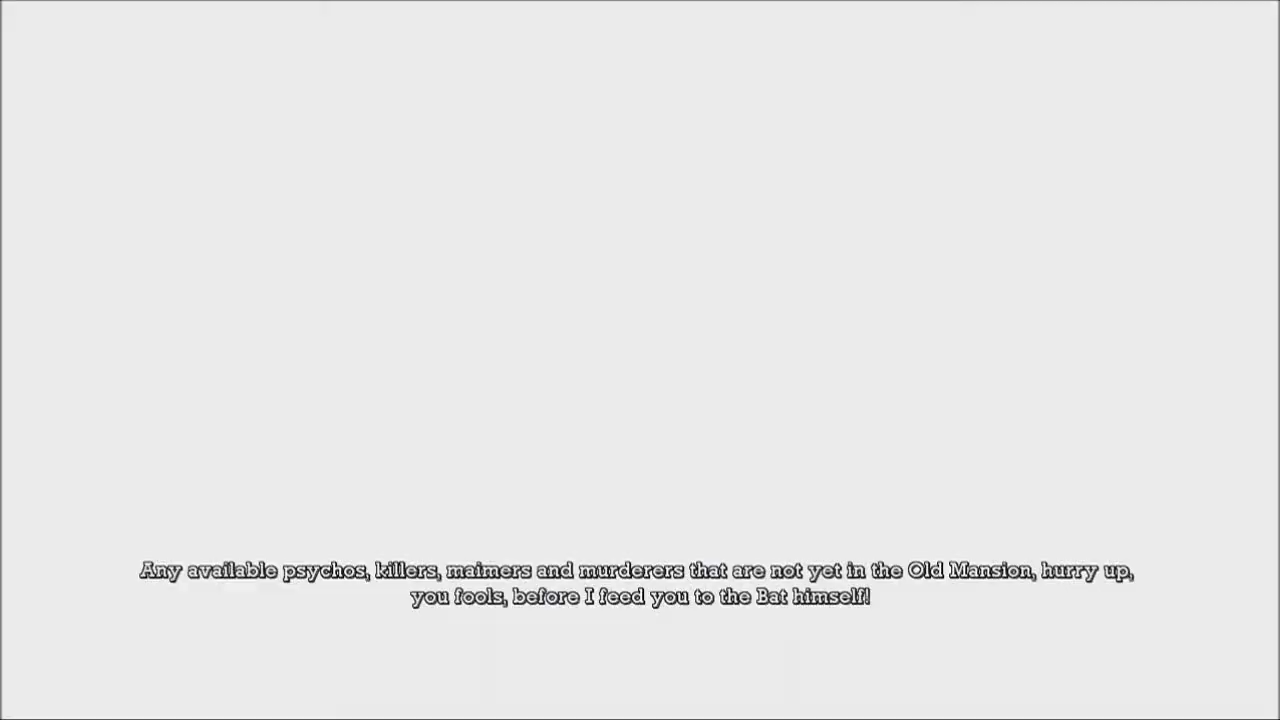 Any available psychos, killers, maimers and murderers that are not yet in the Old Mansion, hurry up,
you fools, before I feed you to the Bat himself!